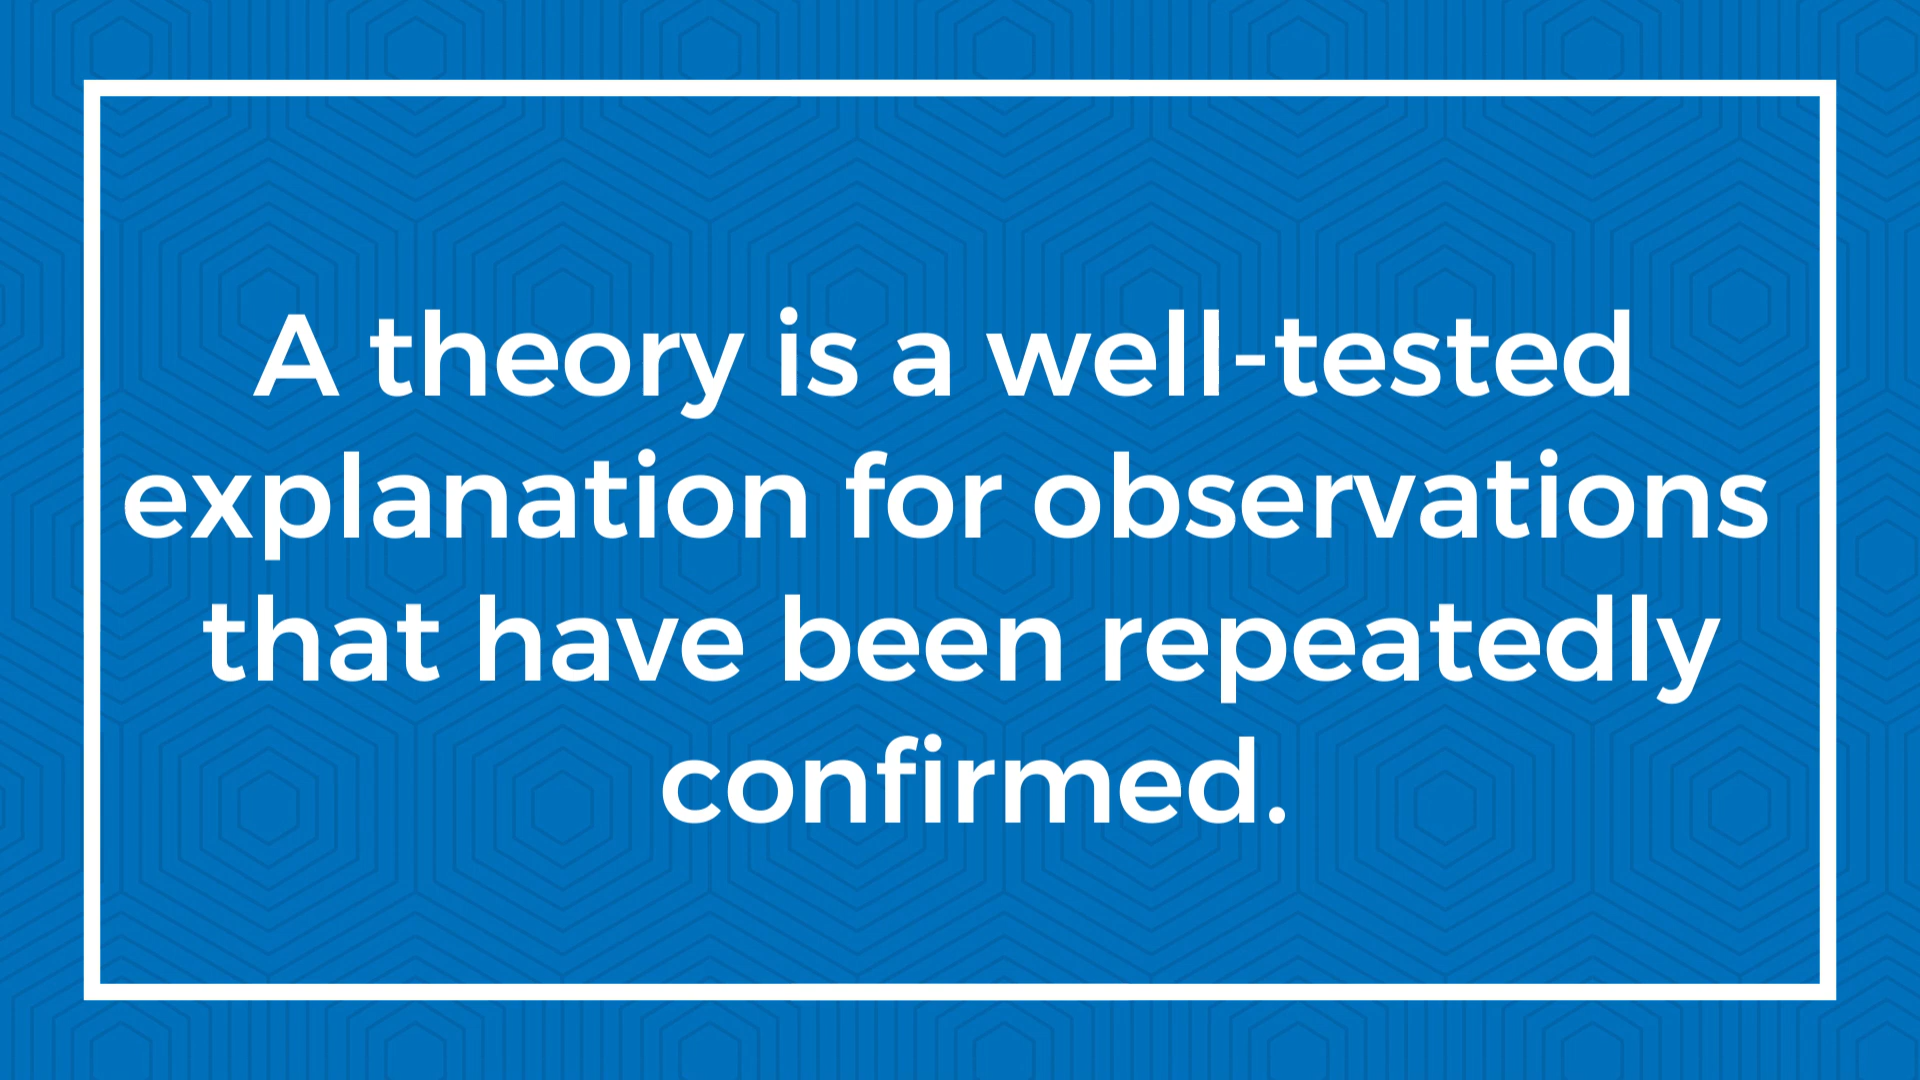 A theory is a well-tested
explanation for observations
that have been repeatedly
confirmed.